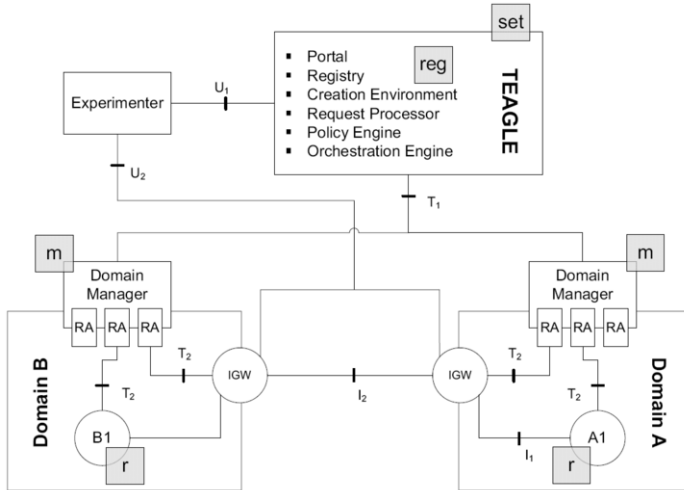 set
Portal
reg
Registry
Creation Environment
Request Processor
Policy Engine
Orchestration Engine
TEAGLE
Experimenter
U1
U2
T1
m
Domain
Manager
RA RA RA
m
Domain
Manager
RA RA RA
Domain B
T2
T2
IGW
I2
IGW
T2
T2
Domain A
B1
r
I1
A1
r